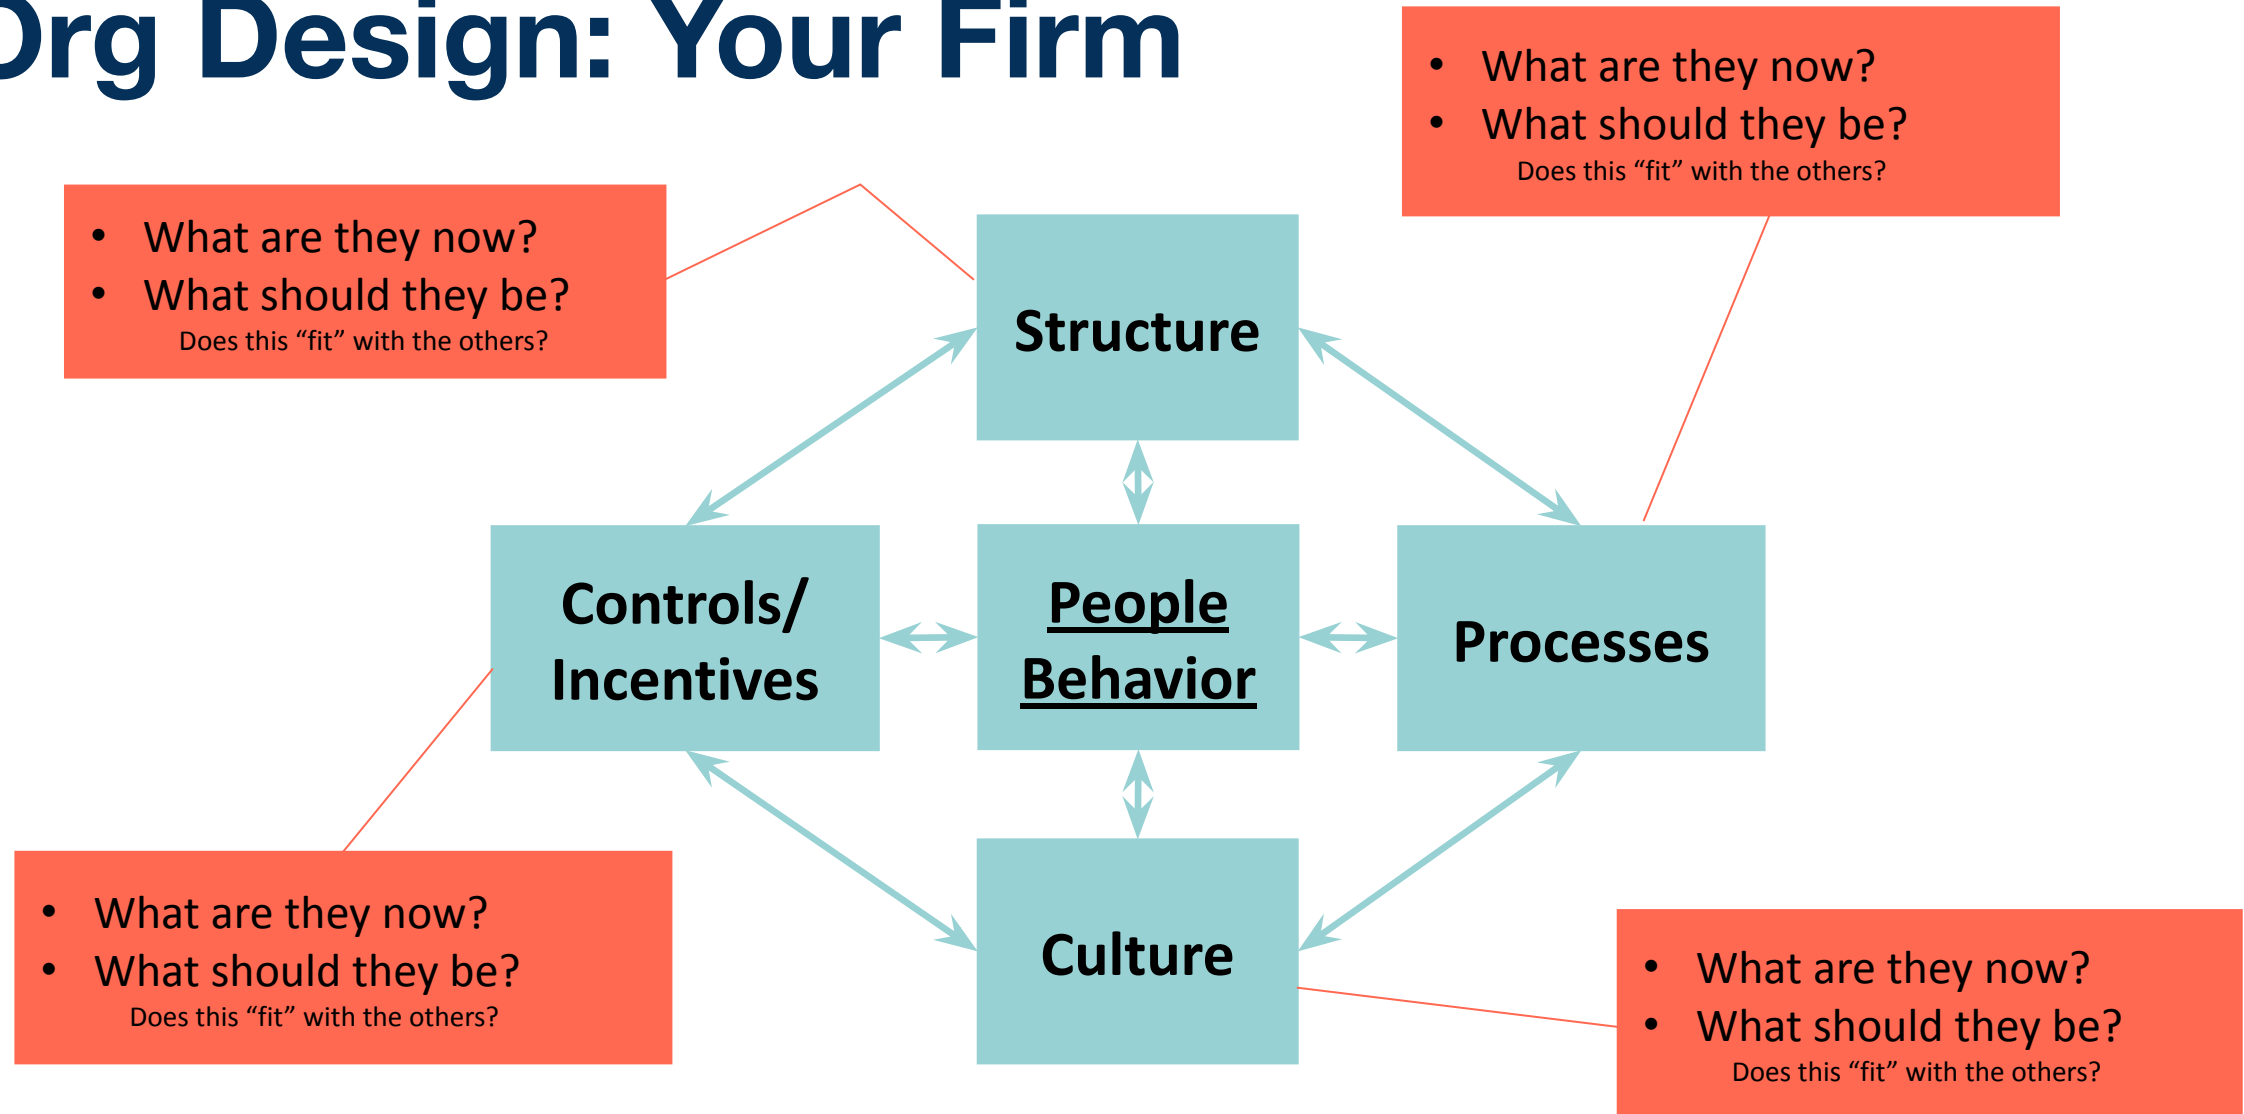 Org Design: Your Firm
• What are they now?
• What should they be?
Does this “fit” with the others?
• What are they now?
• What should they be?
Does this “fit” with the others?
Structure
Controls/
Incentives
People
Behavior
Processes
Culture
• What are they now?
• What should they be?
Does this “fit” with the others?
• What are they now?
• What should they be?
Does this “fit” with the others?